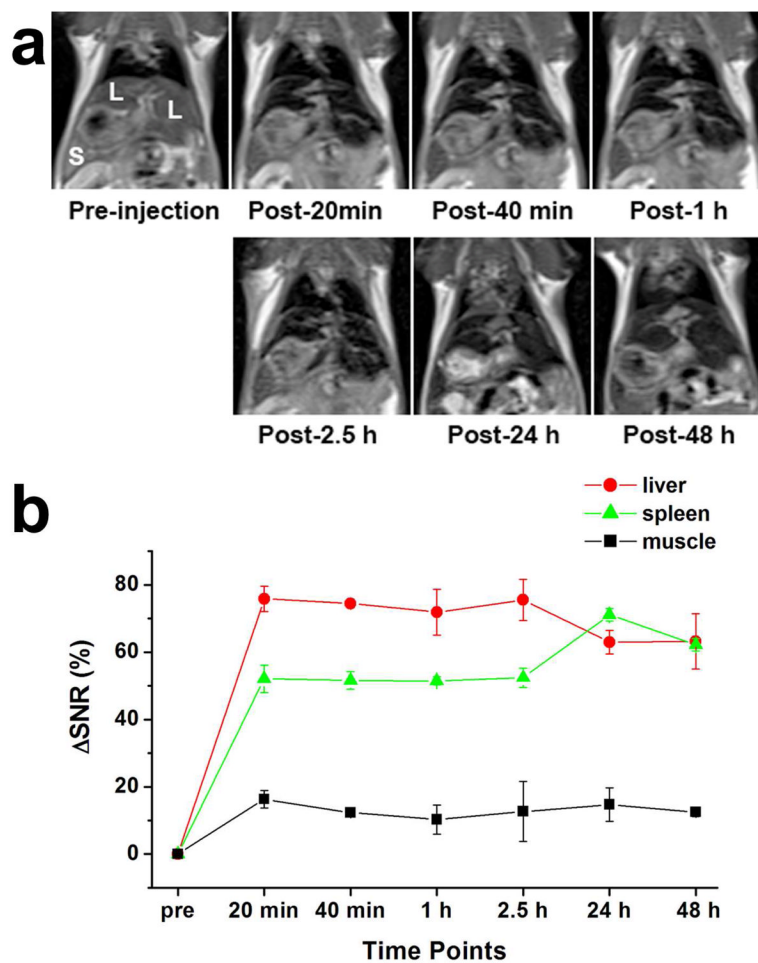 a
L
L
S
Pre-injection
Post-20min
Post-40 min
Post-1 h
Post-2.5 h
Post-24 h
Post-48 h
b
liver
spleen
muscle
80
60
40
20
0
ΔSNR (%)
pre
20 min
40 min
1 h
2.5 h
24 h
48 h
Time Points